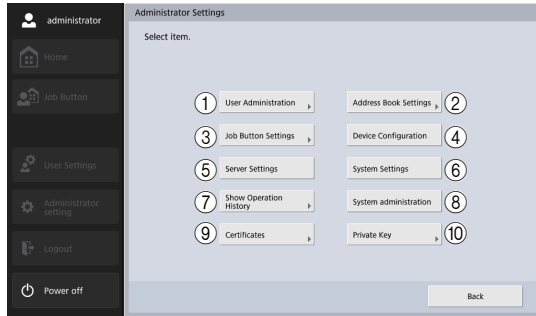 administrator
Home
Job Button
User Settings
Administrator
setting
Logout
Power off
Administrator Settings
Select item.
① User Administration
Address Book Settings ②
③ Job Button Settings
Device Configuration ④
⑤ Server Settings
System Settings ⑥
⑦ Show Operation
History
System administration ⑧
⑨ Certificates
Private Key ⑩
Back